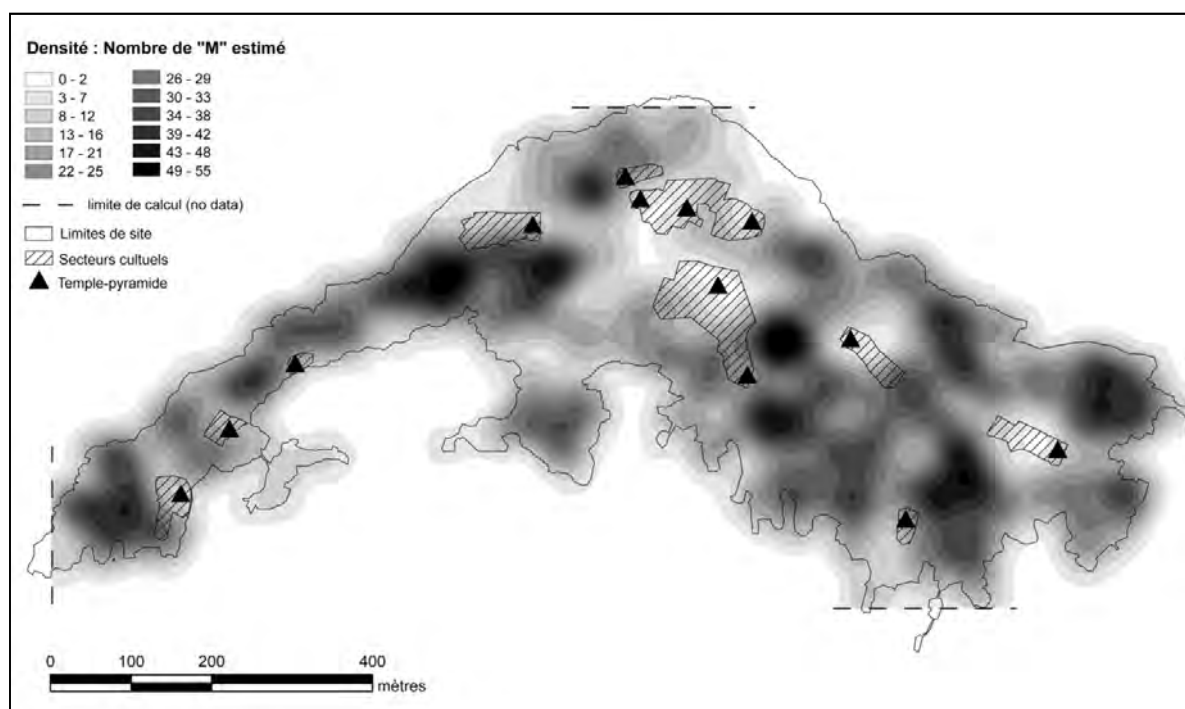 Densité : Nombre de "M" estimé
0 - 2
3 - 7
8 - 12
13 - 16
17 - 21
22 - 25
26 - 29
30 - 33
34 - 38
39 - 42
43 - 48
49 - 55
limite de calcul (no data)
Limites de site
Secteurs cultuels
Temple-pyramide
0 100 200 400
mètres